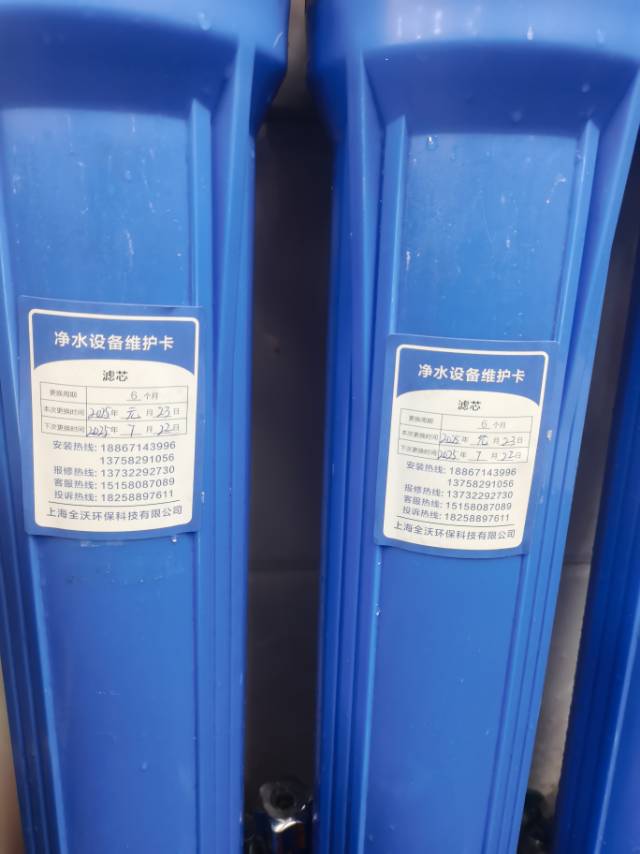 净水设备维护卡
滤芯
更换周期 6 个月
本次更换时间 2025年 元 月 23 日
下次更换时间 2025年 7 月 22 日
安装热线: 18867143996
13758291056
报修热线: 13732292730
客服热线: 15158087089
投诉热线: 18258897611
上海全沃环保科技有限公司
净水设备维护卡
滤芯
更换周期 6 个月
本次更换时间 2025年 元 月 23 日
下次更换时间 2025年 7 月 22 日
安装热线: 18867143996
13758291056
报修热线: 13732292730
客服热线: 15158087089
投诉热线: 18258897611
上海全沃环保科技有限公司